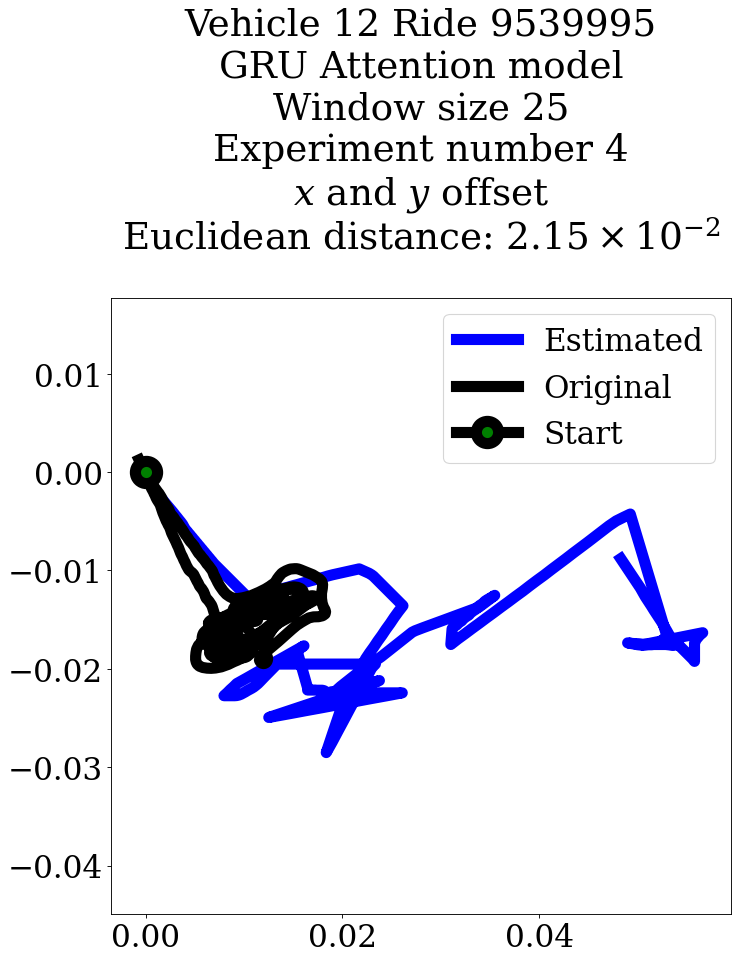 Vehicle 12 Ride 9539995
GRU Attention model
Window size 25
Experiment number 4
x and y offset
Euclidean distance: 2.15 × 10⁻²
Estimated
Original
Start
0.01
0.00
−0.01
−0.02
−0.03
−0.04
0.00 0.02 0.04